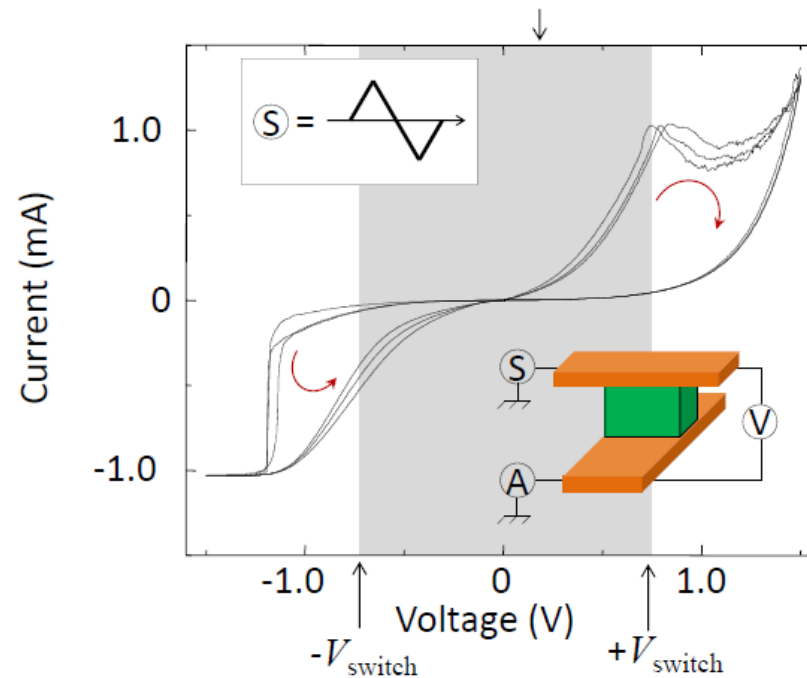 S =
1.0
0
-1.0
Current (mA)
S
V
A
-1.0
0
1.0
Voltage (V)
-Vswitch
+Vswitch